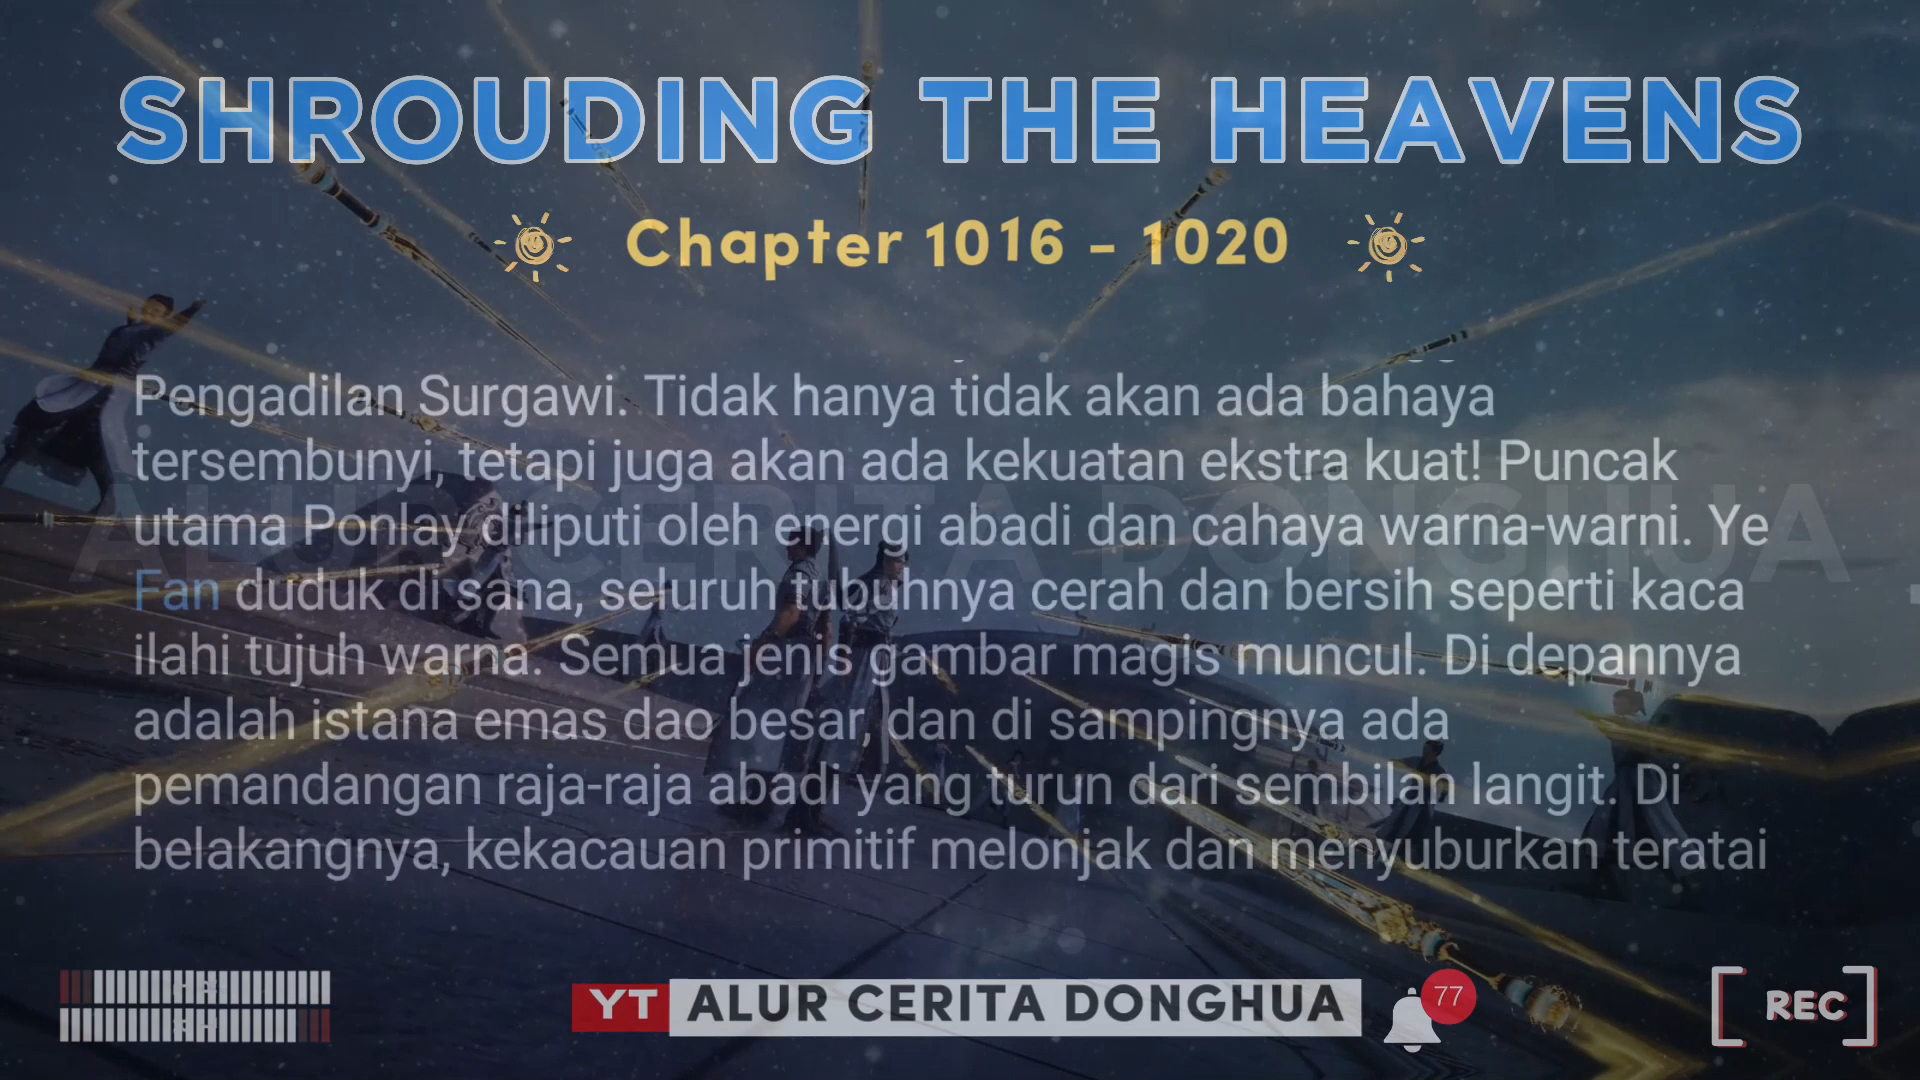 SHROUDING THE HEAVENS
Chapter 1016 - 1020
Pengadilan Surgawi. Tidak hanya tidak akan ada bahaya
tersembunyi, tetapi juga akan ada kekuatan ekstra kuat! Puncak
utama Ponlay diliputi oleh energi abadi dan cahaya warna-warni. Ye
Fan duduk di sana, seluruh tubuhnya cerah dan bersih seperti kaca
ilahi tujuh warna. Semua jenis gambar magis muncul. Di depannya
adalah istana emas dao besar, dan di sampingnya ada
pemandangan raja-raja abadi yang turun dari sembilan langit. Di
belakangnya, kekacauan primitif melonjak dan menyuburkan teratai
ALUR CERITA DONGHUA
YT ALUR CERITA DONGHUA
77
REC